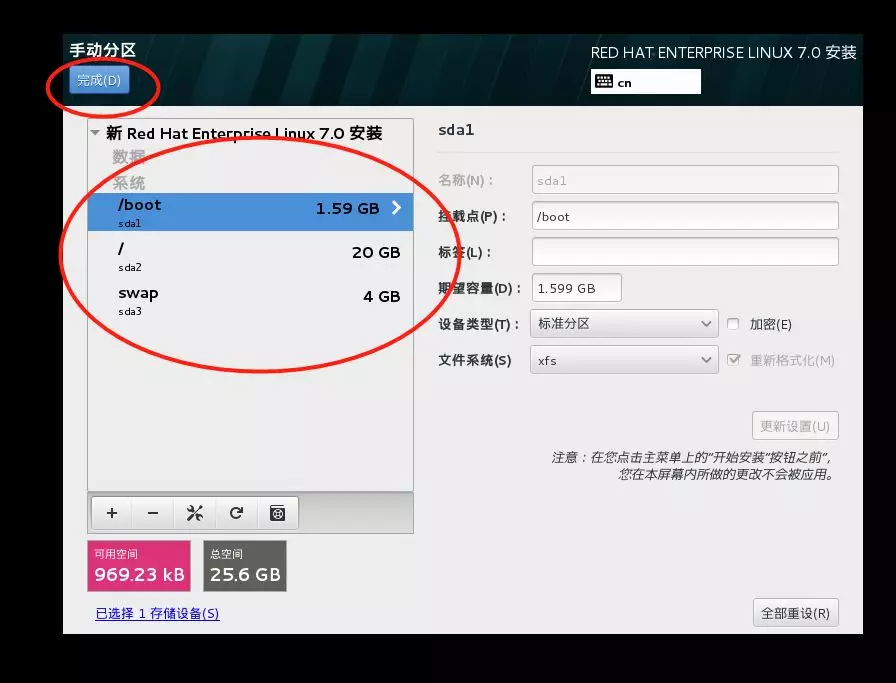 手动分区
完成(D)
RED HAT ENTERPRISE LINUX 7.0 安装
cn
新 Red Hat Enterprise Linux 7.0 安装
数据
系统
/boot
1.59 GB
sda1
/
20 GB
sda2
swap
4 GB
sda3
可用空间
969.23 kB
总空间
25.6 GB
已选择 1 存储设备(S)
sda1
名称(N)：
sda1
挂载点(P)：
/boot
标签(L)：
期望容量(D)：
1.599 GB
设备类型(T)：
标准分区
加密(E)
文件系统(S)
xfs
重新格式化(M)
更新设置(U)
注意：在您点击主菜单上的“开始安装”按钮之前”，
您在本屏幕内所做的更改不会被应用。
全部重设(R)